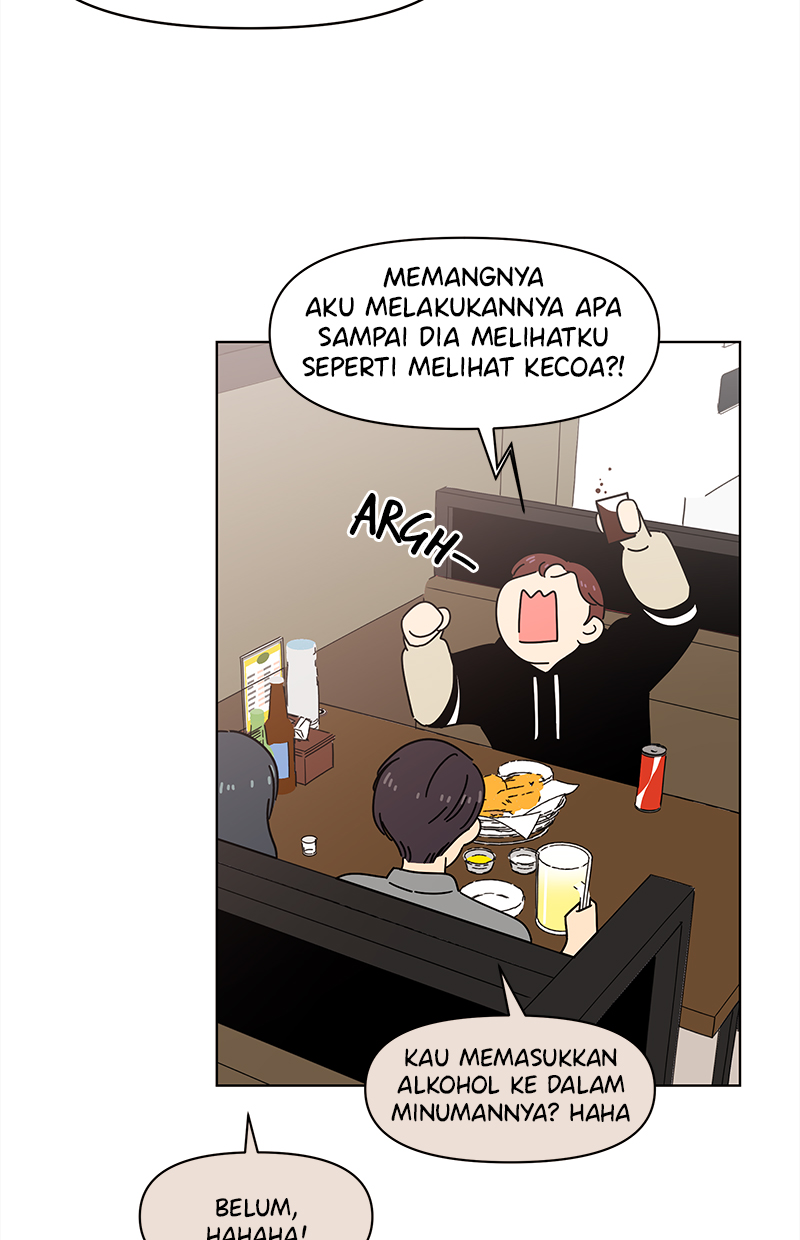 MEMANGNYA
AKU MELAKUKANNYA APA
SAMPAI DIA MELIHATKU
SEPERTI MELIHAT KECOA?!
ARGH-
KAU MEMASUKKAN
ALKOHOL KE DALAM
MINUMANNYA? HAHA
BELUM,
HAHAHA!